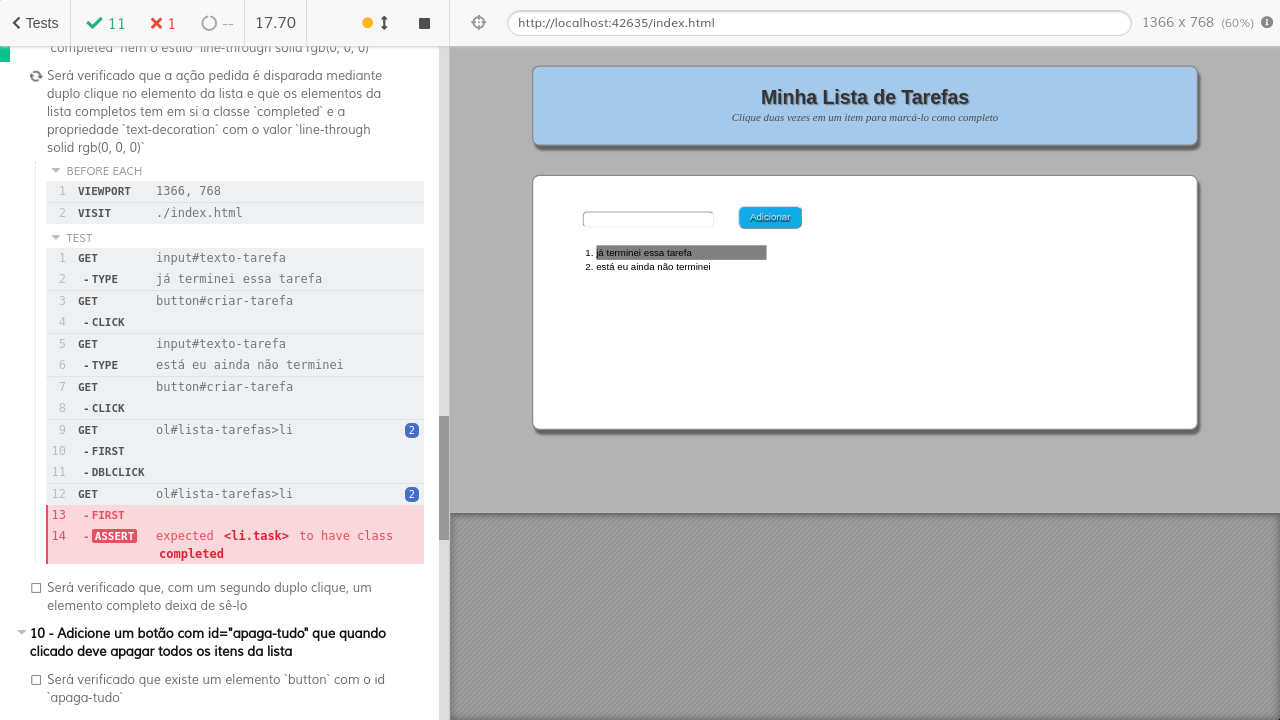 Tests
11
1
--
17.70
http://localhost:42635/index.html
1366 x 768 (60%)
`completed` nem o estilo `line-through solid rgb(0, 0, 0)`
Será verificado que a ação pedida é disparada mediante
duplo clique no elemento da lista e que os elementos da
lista completos tem em si a classe `completed` e a
propriedade `text-decoration` com o valor `line-through
solid rgb(0, 0, 0)`
BEFORE EACH
1 VIEWPORT 1366, 768
2 VISIT ./index.html
TEST
1 GET input#texto-tarefa
2 -TYPE já terminei essa tarefa
3 GET button#criar-tarefa
4 -CLICK
5 GET input#texto-tarefa
6 -TYPE está eu ainda não terminei
7 GET button#criar-tarefa
8 -CLICK
9 GET ol#lista-tarefas>li 2
10 -FIRST
11 -DBLCLICK
12 GET ol#lista-tarefas>li 2
13 -FIRST
14 -ASSERT expected <li.task> to have class
completed
Será verificado que, com um segundo duplo clique, um
elemento completo deixa de sê-lo
10 - Adicione um botão com id="apaga-tudo" que quando
clicado deve apagar todos os itens da lista
Será verificado que existe um elemento `button` com o id
`apaga-tudo`
Minha Lista de Tarefas
Clique duas vezes em um item para marcá-lo como completo
Adicionar
1. já terminei essa tarefa
2. está eu ainda não terminei